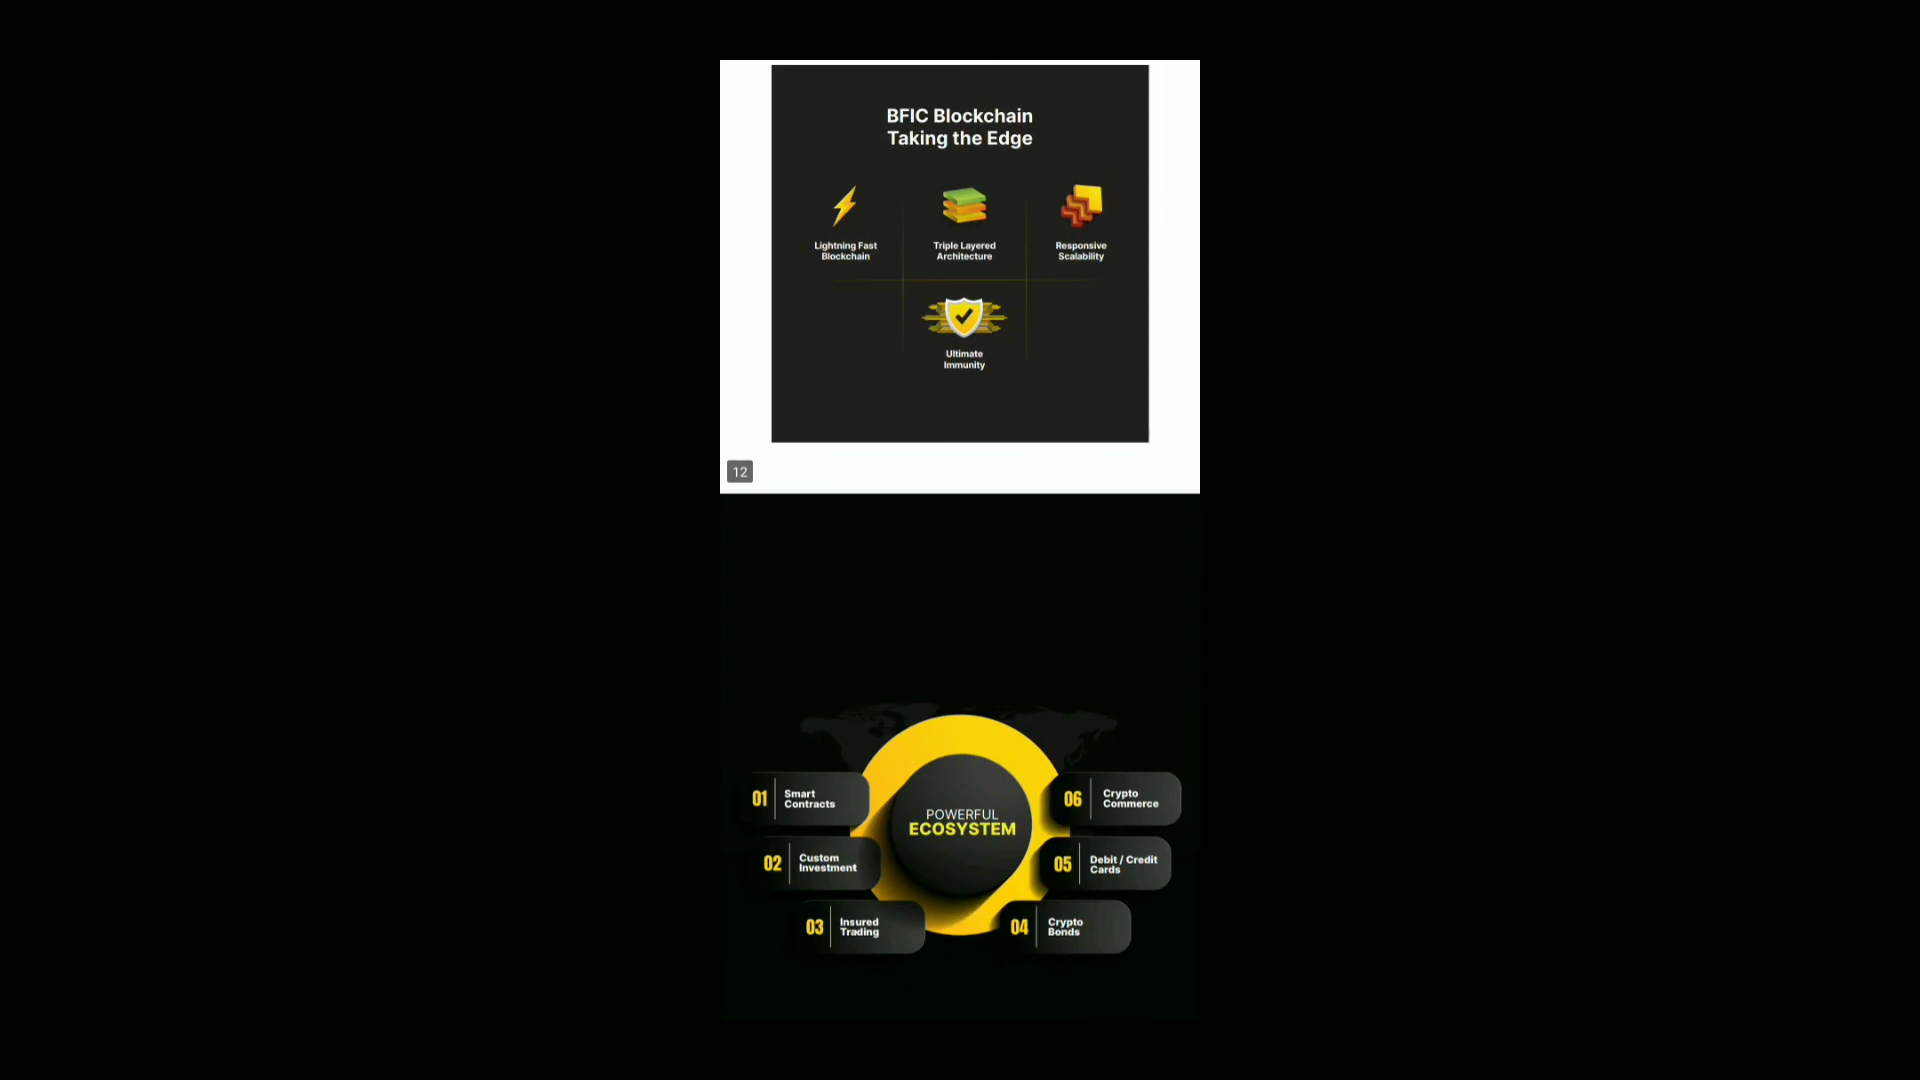 BFIC Blockchain
Taking the Edge
Lightning Fast
Blockchain
Triple Layered
Architecture
Responsive
Scalability
Ultimate
Immunity
12
POWERFUL
ECOSYSTEM
01
Smart
Contracts
02
Custom
Investment
03
Insured
Trading
06
Crypto
Commerce
05
Debit / Credit
Cards
04
Crypto
Bonds